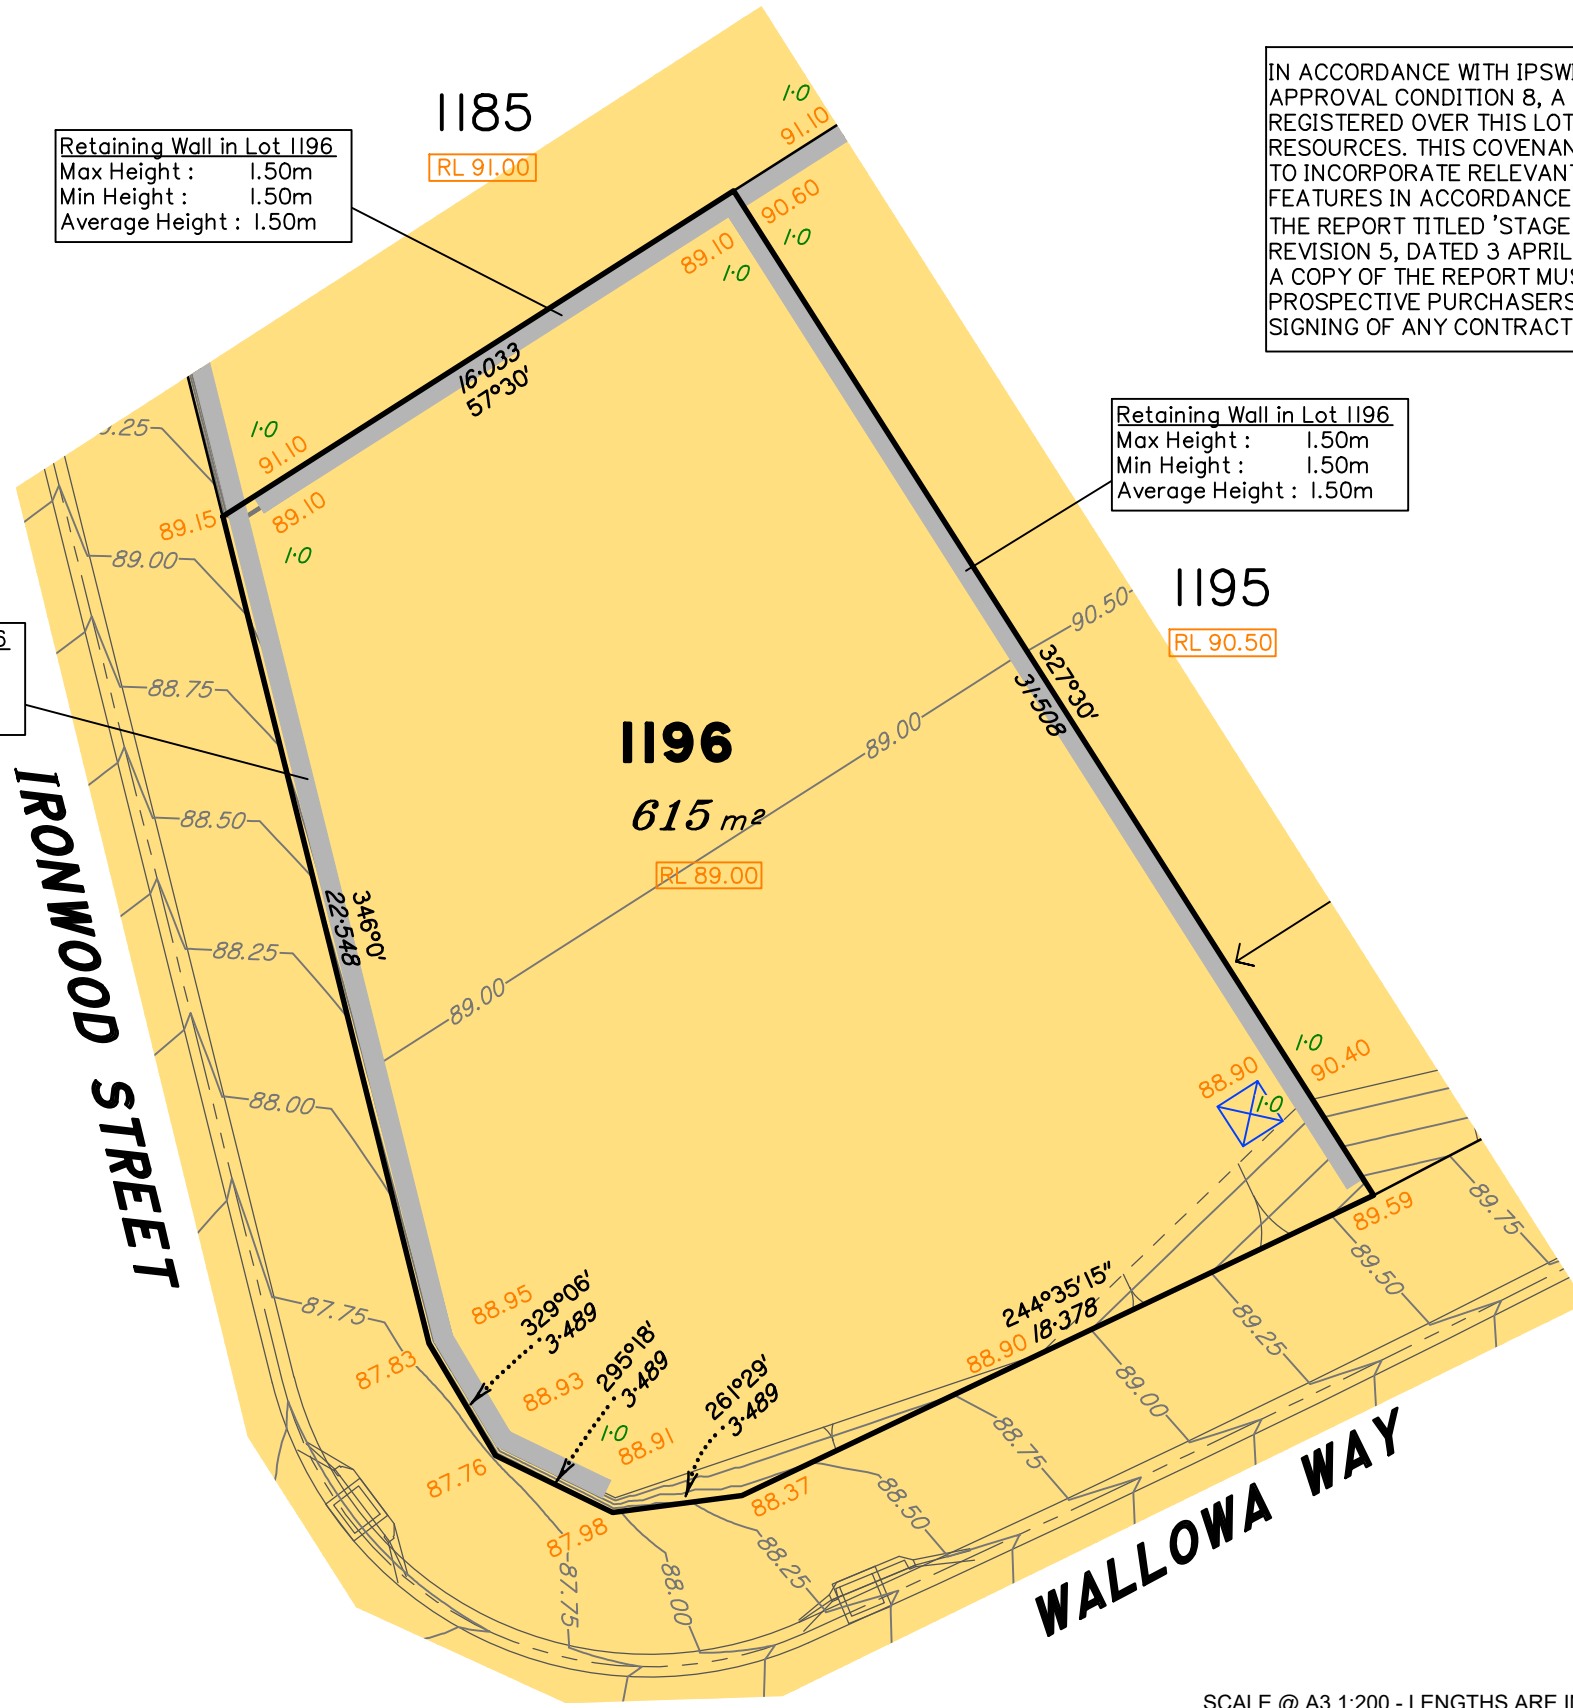 1185
RL 91.00
Retaining Wall in Lot 1196
Max Height : 1.50m
Min Height : 1.50m
Average Height : 1.50m
IN ACCORDANCE WITH IPSW
APPROVAL CONDITION 8, A
REGISTERED OVER THIS LOT
RESOURCES. THIS COVENAN
TO INCORPORATE RELEVANT
FEATURES IN ACCORDANCE
THE REPORT TITLED 'STAGE
REVISION 5, DATED 3 APRIL
A COPY OF THE REPORT MUS
PROSPECTIVE PURCHASERS
SIGNING OF ANY CONTRACT
1·0
91.10
90.60
1·0
89.10
1·0
16·033
57°30'
.25
1·0
91.10
89.10
89.15
1·0
Retaining Wall in Lot 1196
Max Height : 1.50m
Min Height : 1.50m
Average Height : 1.50m
1195
RL 90.50
90.50
327°30'
31·508
89.00
88.75
88.50
88.25
88.00
87.75
6
1196
615 m²
RL 89.00
89.00
89.00
346°0'
22·548
IRONWOOD STREET
1·0
90.40
88.90
1·0
89.59
89.75
89.50
89.25
89.00
88.75
88.50
88.25
88.00
87.75
244°35'15"
18·378
88.90
88.95
329°06'
3·489
88.93
295°18'
3·489
261°29'
3·489
1·0
88.91
87.83
87.76
87.98
88.37
WALLOWA WAY
SCALE @ A3 1:200 - LENGTHS ARE I